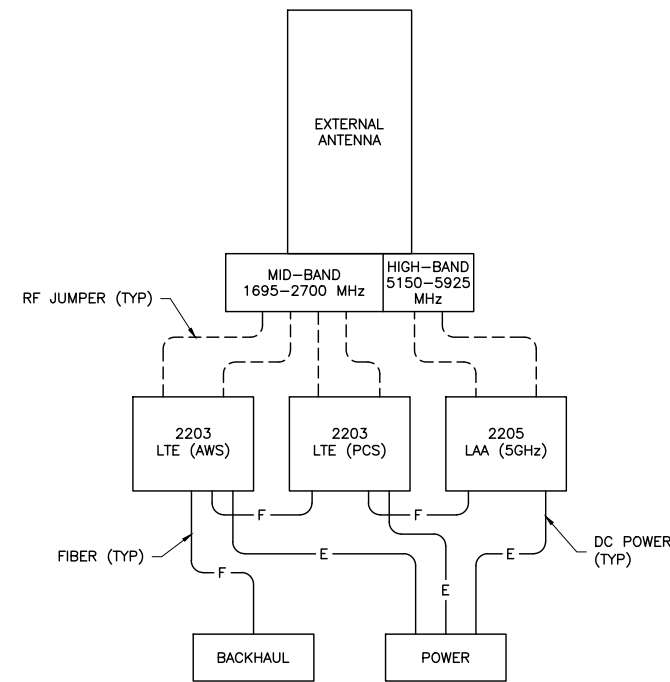 EXTERNAL
ANTENNA
MID-BAND
1695-2700 MHz
HIGH-BAND
5150-5925
MHz
RF JUMPER (TYP)
2203
LTE (AWS)
2203
LTE (PCS)
2205
LAA (5GHz)
F
F
FIBER (TYP)
E
E
DC POWER
(TYP)
F
E
BACKHAUL
POWER